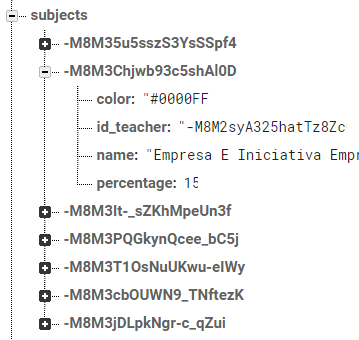 subjects
-M8M35u5sszS3YsSSpf4
-M8M3Chjwb93c5shAl0D
color: "#0000FF
id_teacher: "-M8M2syA325hatTz8Zc
name: "Empresa E Iniciativa Empr
percentage: 15
-M8M3It-_sZKhMpeUn3f
-M8M3PQGkynQcee_bC5j
-M8M3T1OsNuUKwu-eIWy
-M8M3cbOUWN9_TNftezK
-M8M3jDLpkNgr-c_qZui